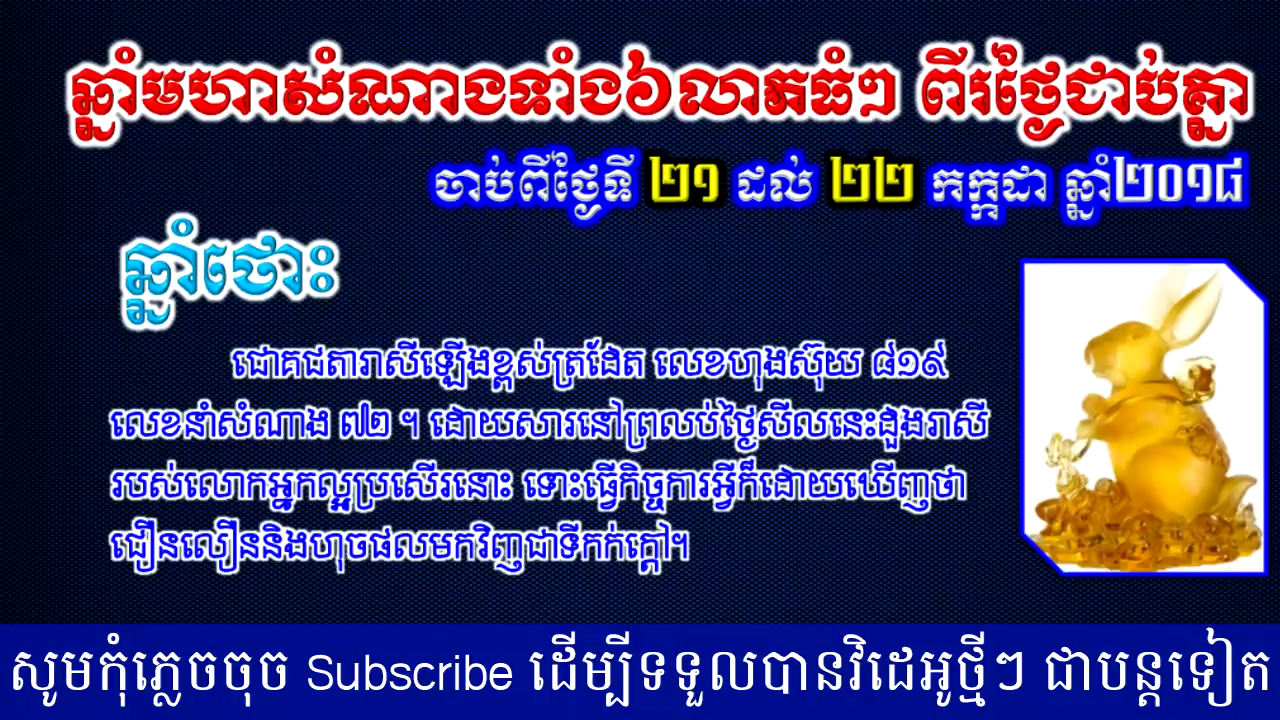 ឆ្នាំមហាសំណាងទាំង៦លាភធំៗ ពីរថ្ងៃជាប់គ្នា
ចាប់ពីថ្ងៃទី ២១ ដល់ ២២ កក្កដា ឆ្នាំ២០១៨
ឆ្នាំថោះ
ជោគជតារាសីឡើងខ្ពស់ត្រដែត លេខហុងស៊ុយ ៨១៩
លេខនាំសំណាង ៧២ ។ ដោយសារនៅព្រលប់ថ្ងៃសីលនេះដួងរាសី
របស់លោកអ្នកល្អប្រសើរនោះ ទោះធ្វើកិច្ចការអ្វីក៏ដោយឃើញថា
ជឿនលឿននិងហុចផលមកវិញជាទីកក់ក្ដៅ។
សូមកុំភ្លេចចុច Subscribe ដើម្បីទទួលបានវិដេអូថ្មីៗ ជាបន្តទៀត